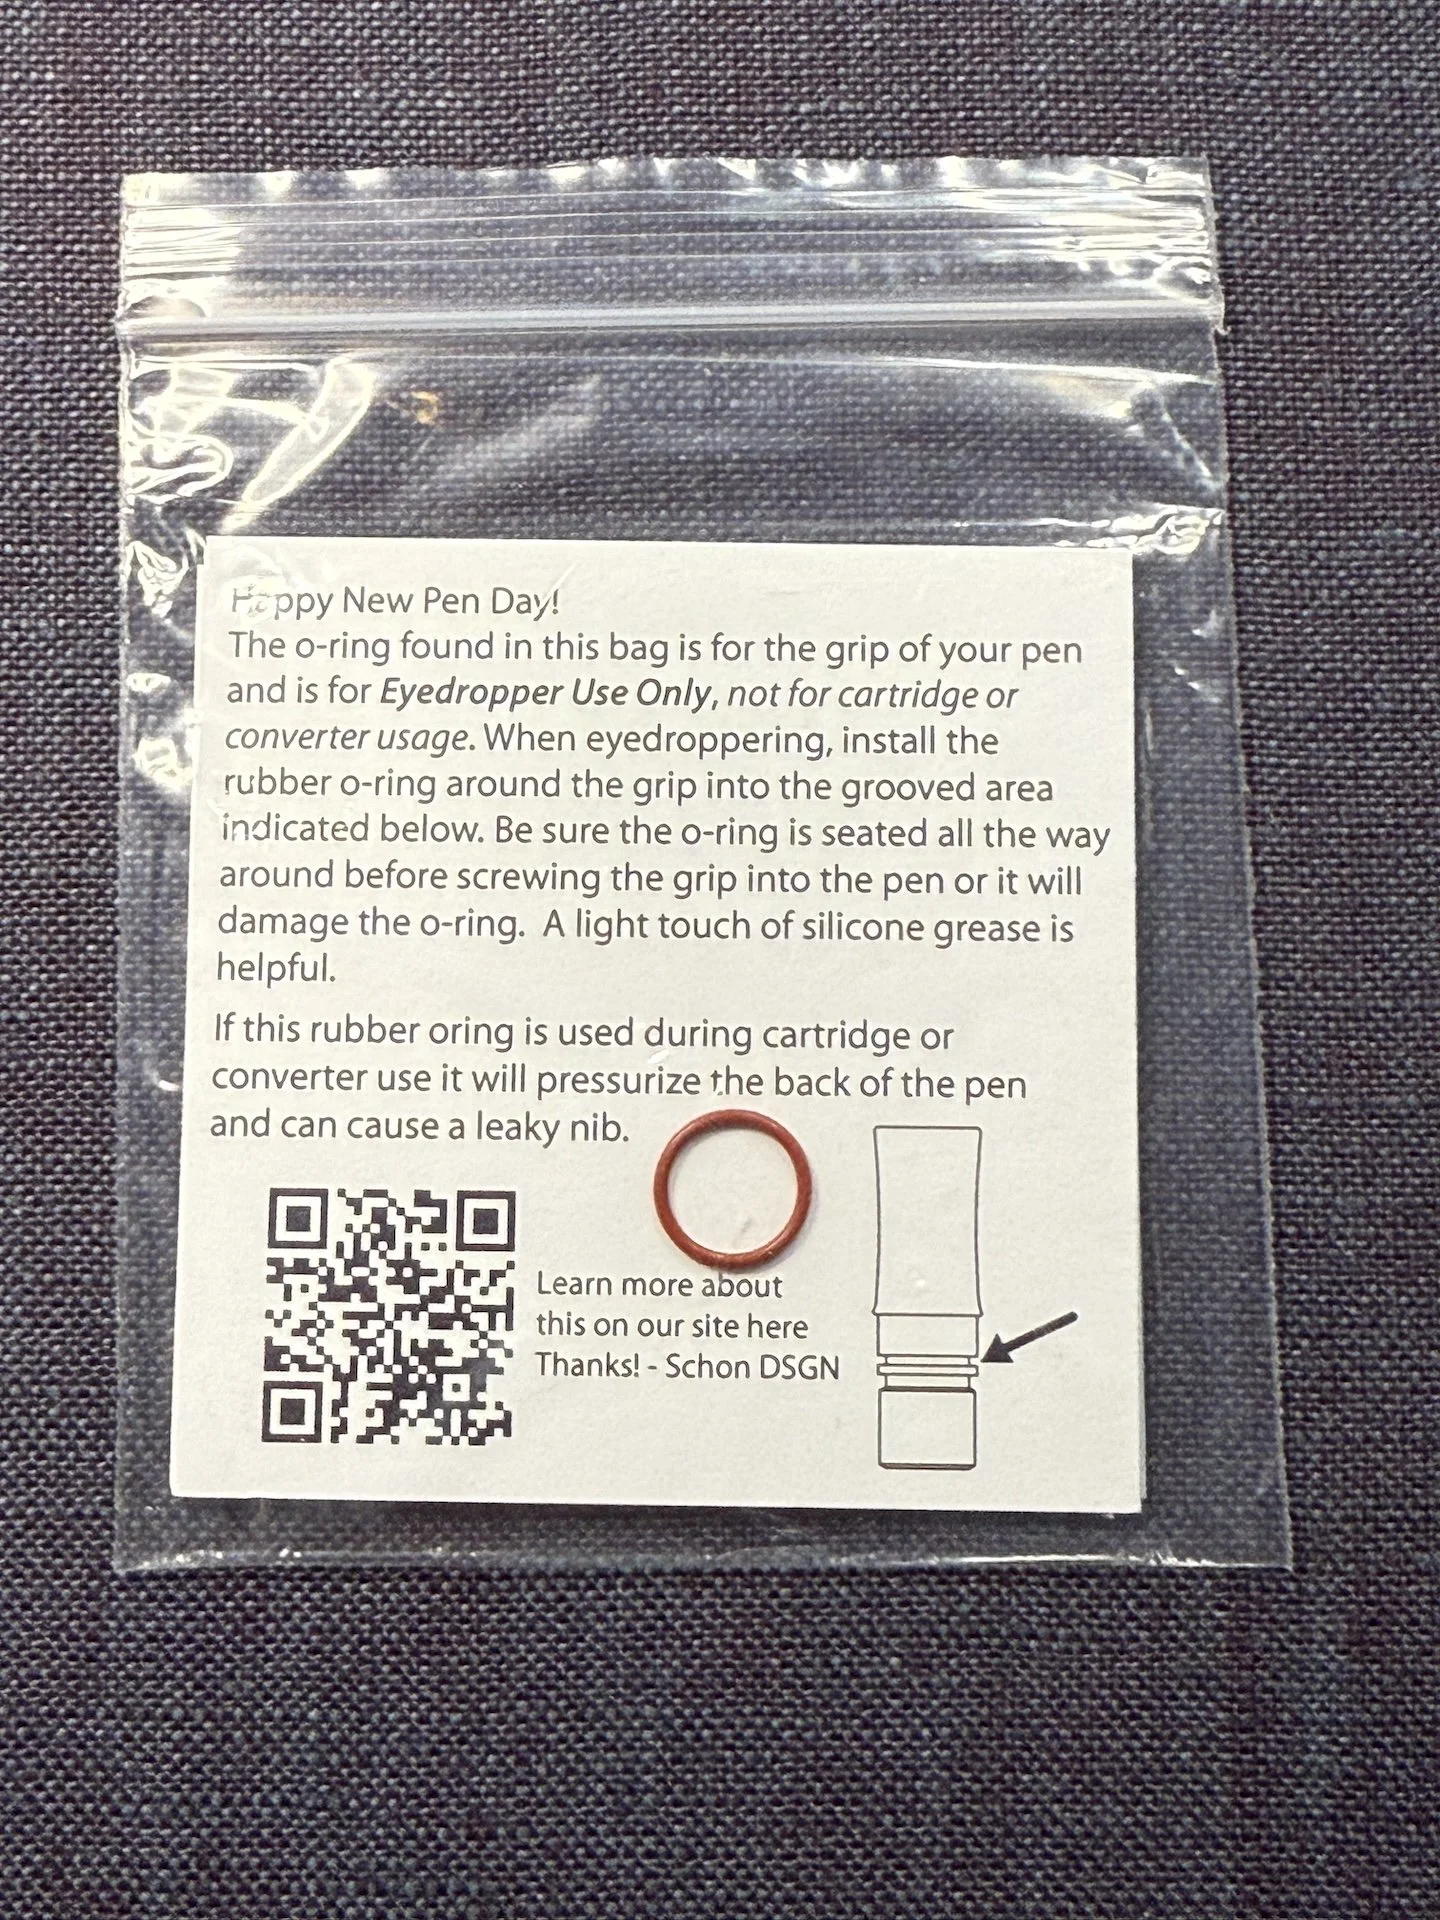 Happy New Pen Day!
The o-ring found in this bag is for the grip of your pen
and is for Eyedropper Use Only, not for cartridge or
converter usage. When eyedroppering, install the
rubber o-ring around the grip into the grooved area
indicated below. Be sure the o-ring is seated all the way
around before screwing the grip into the pen or it will
damage the o-ring. A light touch of silicone grease is
helpful.
If this rubber oring is used during cartridge or
converter use it will pressurize the back of the pen
and can cause a leaky nib.
Learn more about
this on our site here
Thanks! - Schon DSGN